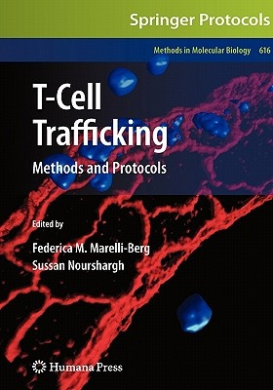 Springer Protocols
Methods in Molecular Biology 616
T-Cell
Trafficking
Methods and Protocols
Edited by
Federica M. Marelli-Berg
Sussan Nourshargh
Humana Press